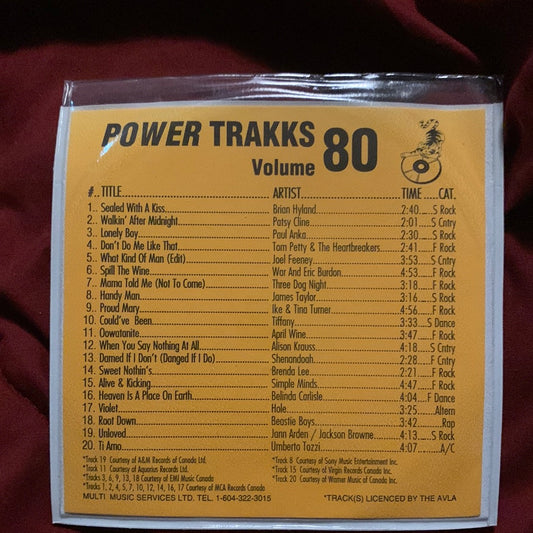 POWER TRAKKS Volume 80
#.. TITLE ARTIST TIME .....CAT.
1.. Sealed With A Kiss Brian Hyland 2:40 S Rock
2.. Walkin' After Midnight Patsy Cline 2:01 S Cntry
3.. Lonely Boy Paul Anka 2:30 S Rock
4.. Don't Do Me Like That Tom Petty & The Heartbreakers 2:41 F Rock
5.. What Kind Of Man (Edit) Joel Feeney 3:53 S Cntry
6.. Spill The Wine War And Eric Burdon 4:53 F Rock
7.. Mama Told Me (Not To Come) Three Dog Night 3:18 F Rock
8.. Handy Man James Taylor 3:16 S Rock
9.. Proud Mary Ike & Tina Turner 4:56 F Rock
10. Could've Been Tiffany 3:33 S Dance
11. Oowatanite April Wine 3:47 F Rock
12. When You Say Nothing At All Alison Krauss 4:18 S Cntry
13. Damed If I Don't (Danged If I Do) Shenandoah 2:28 F Cntry
14. Sweet Nothin's Brenda Lee 2:21 F Rock
15. Alive & Kicking Simple Minds 4:47 F Rock
16. Heaven Is A Place On Earth Belinda Carlisle 4:04 F Dance
17. Violet Hole 3:25 Altern
18. Root Down Beastie Boys 3:42 Rap
19. Unloved Jann Arden / Jackson Browne 4:13 S Rock
20. Ti Amo Umberto Tozzi 4:07 A/C
*Track 19 Courtesy of A&M Records of Canada Ltd. *Track 8 Courtesy of Sony Music Entertainment Inc.
*Track 11 Courtesy of Aquarius Records Ltd. *Track 15 Courtesy of Virgin Records Canada Inc.
*Tracks 3, 6, 9, 13, 18 Courtesy of EMI Music Canada *Track 20 Courtesy of Warner Music of Canada Inc.
*Tracks 1, 2, 4, 5, 7, 10, 12, 14, 16, 17 Courtesy of MCA Records Canada
MULTI MUSIC SERVICES LTD. TEL. 1-604-322-3015 *TRACK(S) LICENCED BY THE AVLA